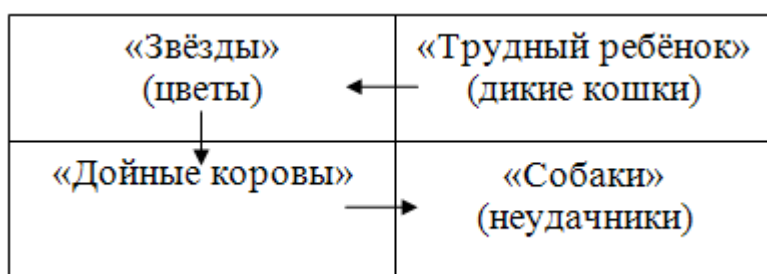 «Звёзды»
(цветы)
«Трудный ребёнок»
(дикие кошки)
«Дойные коровы»
«Собаки»
(неудачники)